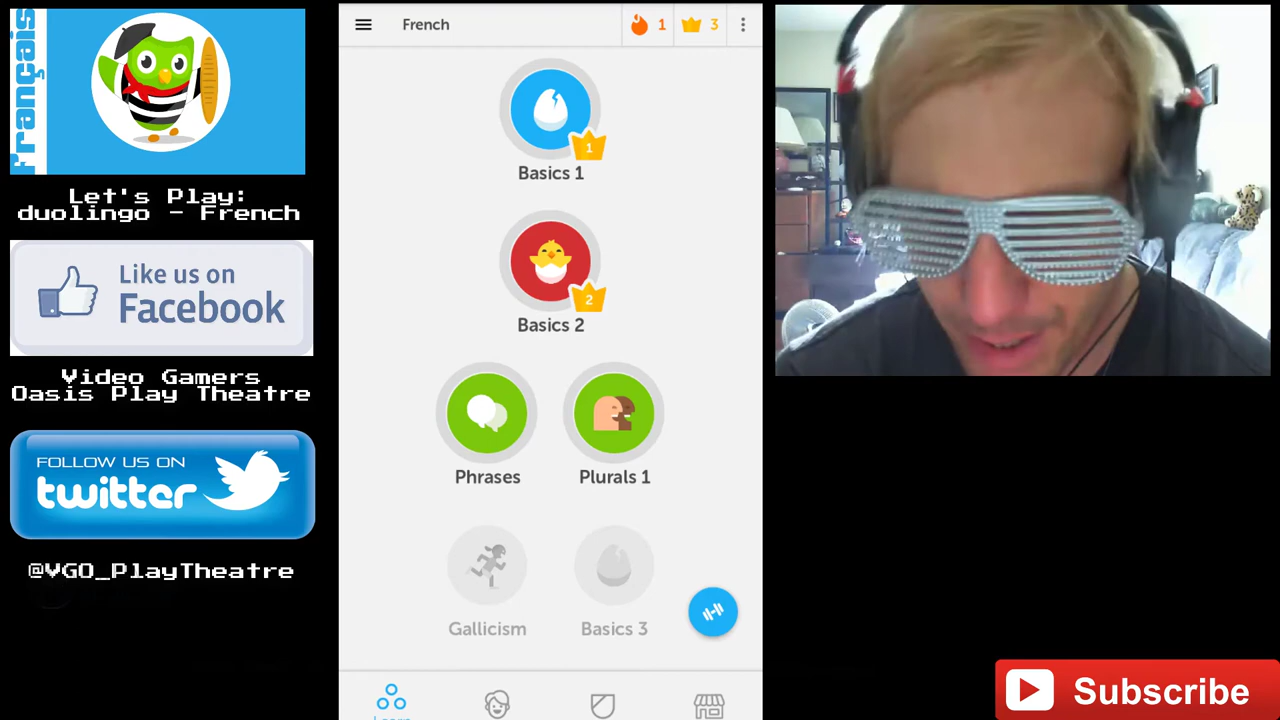 français
Let's Play:
duolingo - French
Like us on
Facebook
Video Gamers
Oasis Play Theatre
FOLLOW US ON
twitter
@VGO_PlayTheatre
French
1
3
1
Basics 1
2
Basics 2
Phrases
Plurals 1
Gallicism
Basics 3
Learn
Subscribe